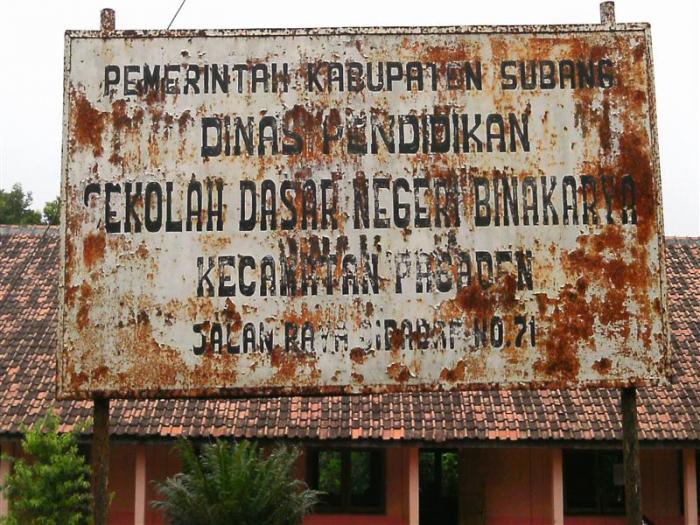 PEMERINTAH KABUPATEN SUBANG
DINAS PENDIDIKAN
SEKOLAH DASAR NEGERI BINAKARYA
KECAMATAN PAGADEN
JALAN RAYA NO. 71